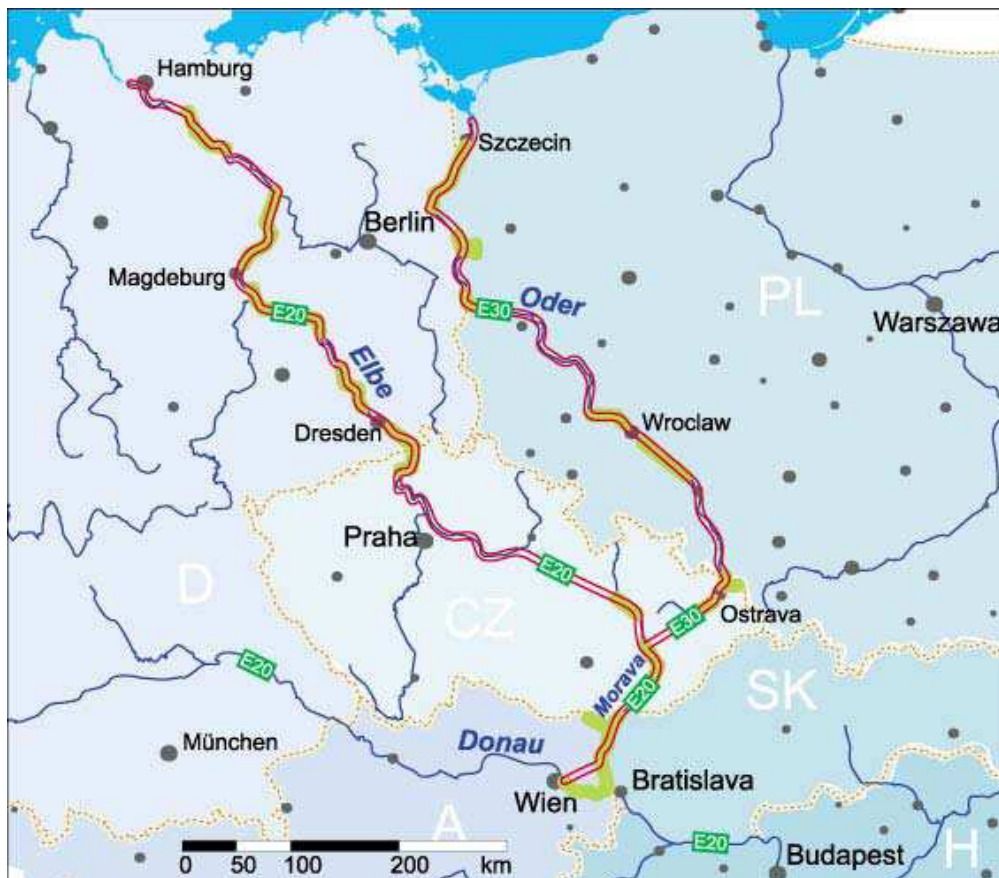 Hamburg
Szczecin
Berlin
Magdeburg
PL
E20
E30
Oder
Warszawa
Elbe
Dresden
Wroclaw
Praha
D
E20
CZ
E30
Ostrava
E20
Morava
E20
SK
München
Donau
Wien
Bratislava
A
E20
Budapest
H
0 50 100 200 km